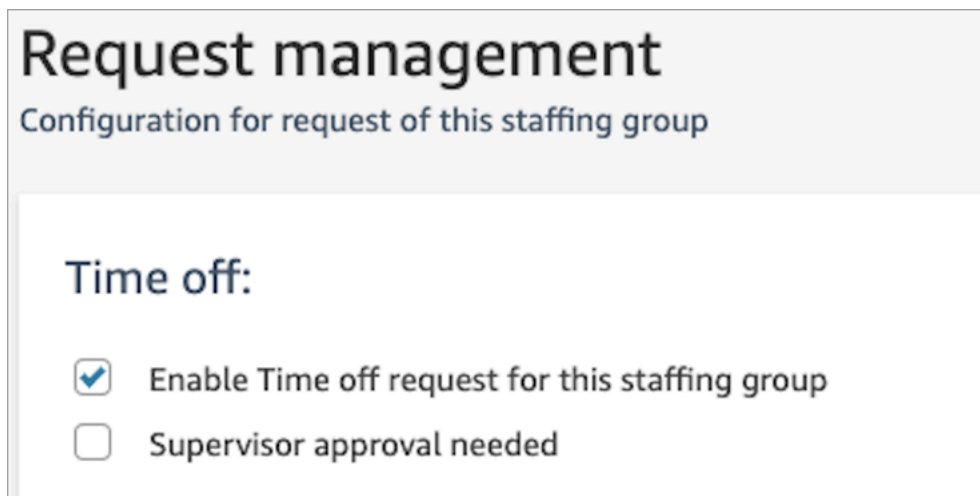 Request management
Configuration for request of this staffing group
Time off:
Enable Time off request for this staffing group
Supervisor approval needed